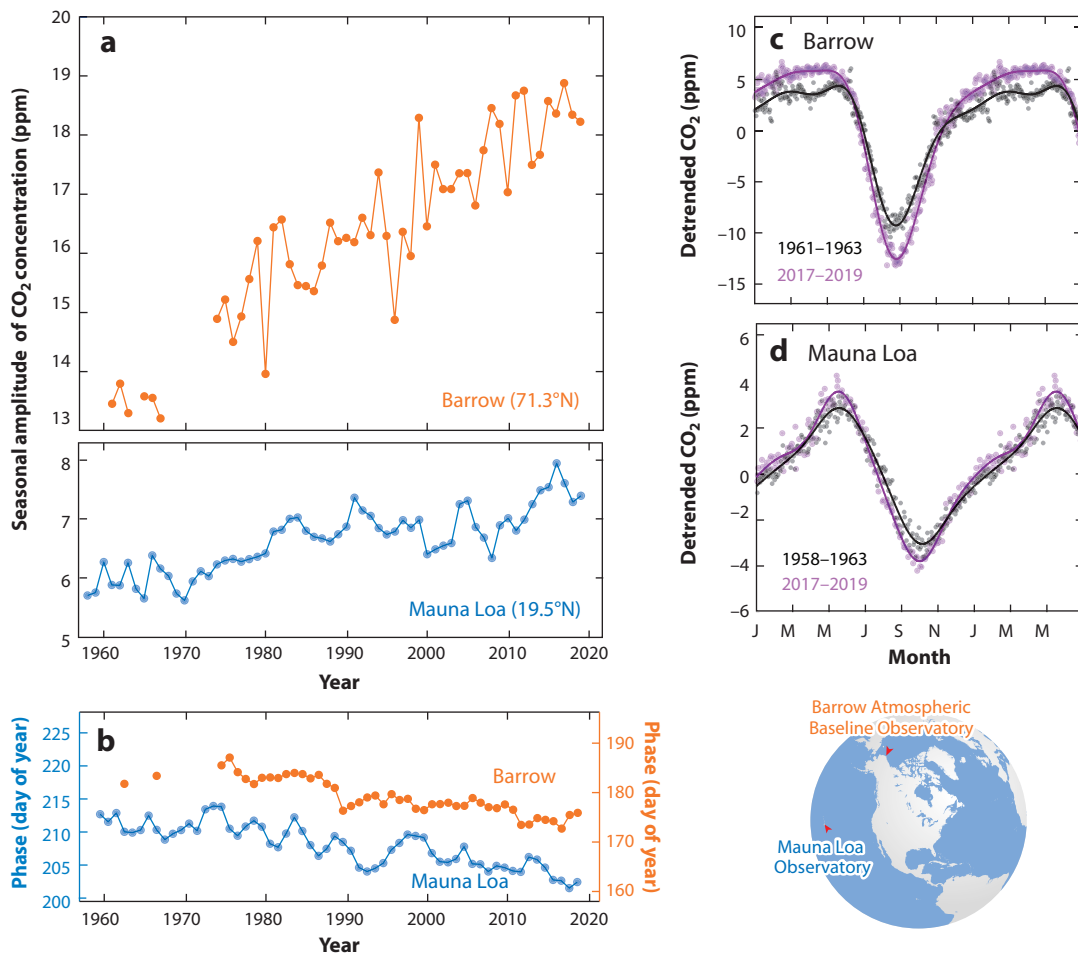 a
Seasonal amplitude of CO2 concentration (ppm)
20
19
18
17
16
15
14
13
Barrow (71.3°N)
8
7
6
5
Mauna Loa (19.5°N)
1960 1970 1980 1990 2000 2010 2020
Year
b
Phase (day of year)
225
220
215
210
205
200
Barrow
Mauna Loa
190
180
170
160
Phase (day of year)
1960 1970 1980 1990 2000 2010 2020
Year
c Barrow
Detrended CO2 (ppm)
10
5
0
−5
−10
−15
1961–1963
2017–2019
d Mauna Loa
Detrended CO2 (ppm)
6
4
2
0
−2
−4
−6
1958–1963
2017–2019
J M M J S N J M M
Month
Barrow Atmospheric
Baseline Observatory
Mauna Loa
Observatory